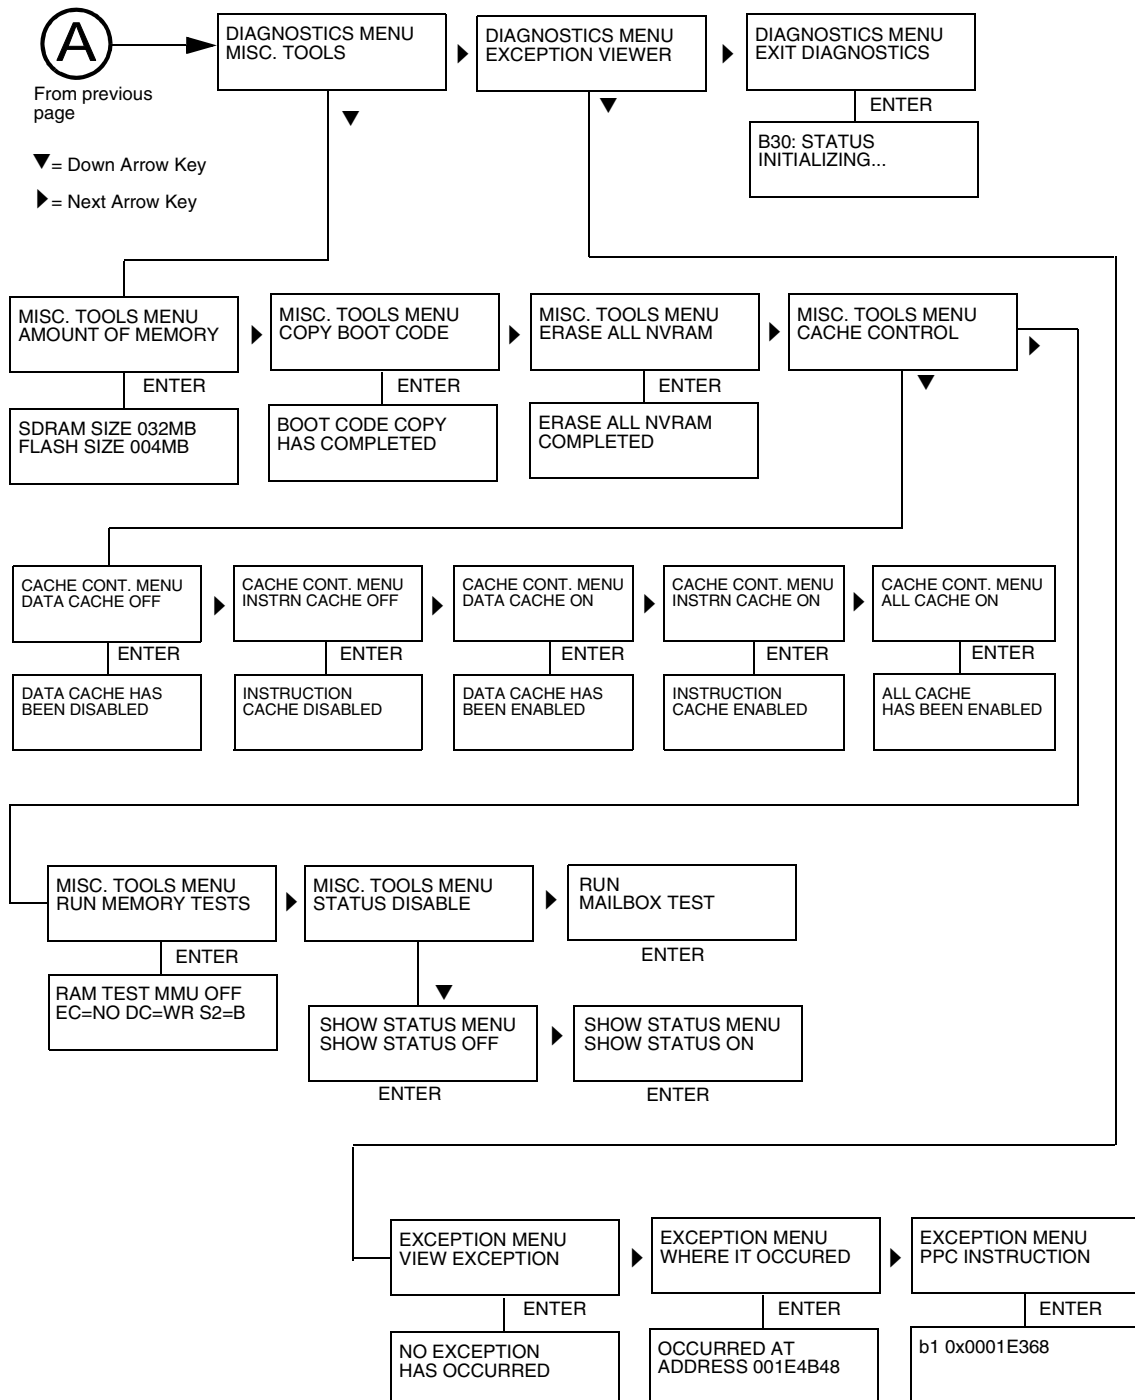 A
From previous
page
▼= Down Arrow Key
▶= Next Arrow Key
DIAGNOSTICS MENU
MISC. TOOLS
DIAGNOSTICS MENU
EXCEPTION VIEWER
DIAGNOSTICS MENU
EXIT DIAGNOSTICS
ENTER
B30: STATUS
INITIALIZING...
MISC. TOOLS MENU
AMOUNT OF MEMORY
MISC. TOOLS MENU
COPY BOOT CODE
MISC. TOOLS MENU
ERASE ALL NVRAM
MISC. TOOLS MENU
CACHE CONTROL
ENTER
ENTER
ENTER
SDRAM SIZE 032MB
FLASH SIZE 004MB
BOOT CODE COPY
HAS COMPLETED
ERASE ALL NVRAM
COMPLETED
CACHE CONT. MENU
DATA CACHE OFF
CACHE CONT. MENU
INSTRN CACHE OFF
CACHE CONT. MENU
DATA CACHE ON
CACHE CONT. MENU
INSTRN CACHE ON
CACHE CONT. MENU
ALL CACHE ON
ENTER
ENTER
ENTER
ENTER
ENTER
DATA CACHE HAS
BEEN DISABLED
INSTRUCTION
CACHE DISABLED
DATA CACHE HAS
BEEN ENABLED
INSTRUCTION
CACHE ENABLED
ALL CACHE
HAS BEEN ENABLED
MISC. TOOLS MENU
RUN MEMORY TESTS
MISC. TOOLS MENU
STATUS DISABLE
RUN
MAILBOX TEST
ENTER
ENTER
RAM TEST MMU OFF
EC=NO DC=WR S2=B
SHOW STATUS MENU
SHOW STATUS OFF
SHOW STATUS MENU
SHOW STATUS ON
ENTER
ENTER
EXCEPTION MENU
VIEW EXCEPTION
EXCEPTION MENU
WHERE IT OCCURED
EXCEPTION MENU
PPC INSTRUCTION
ENTER
ENTER
ENTER
NO EXCEPTION
HAS OCCURRED
OCCURRED AT
ADDRESS 001E4B48
b1 0x0001E368